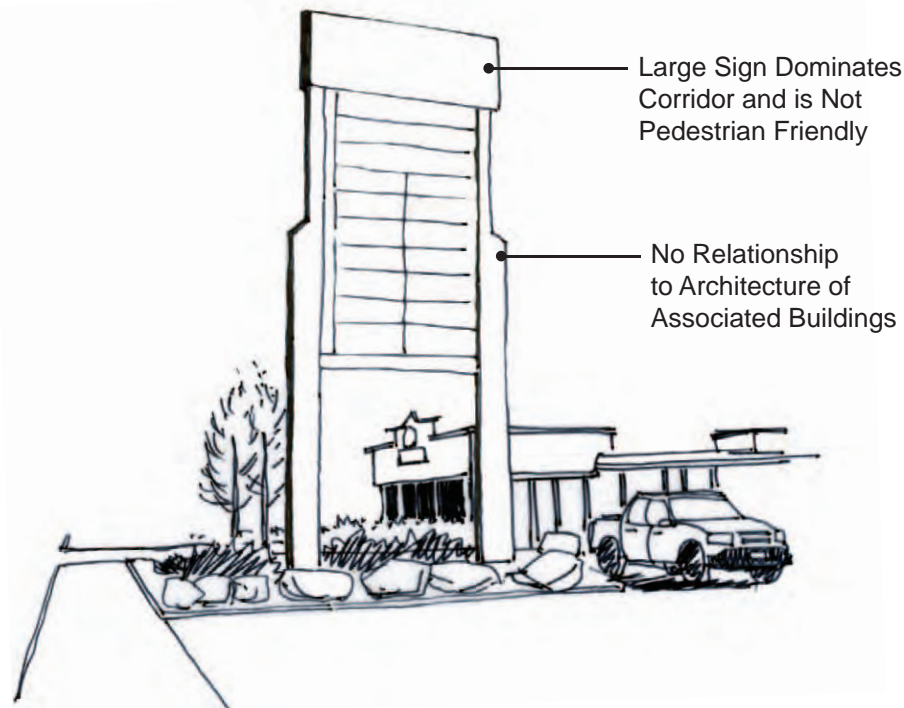 Large Sign Dominates
Corridor and is Not
Pedestrian Friendly
No Relationship
to Architecture of
Associated Buildings